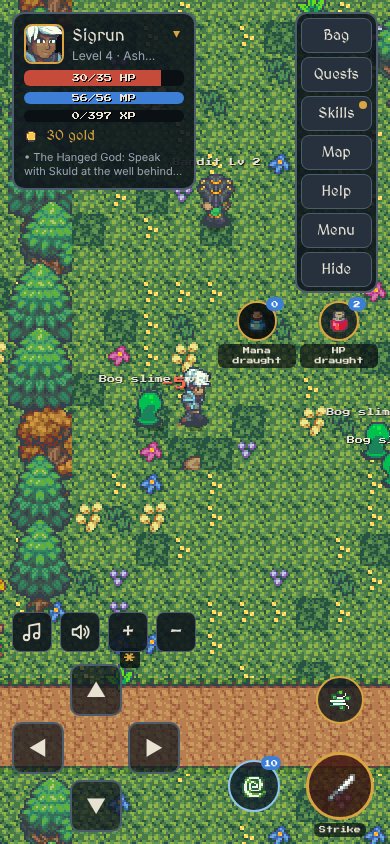 Sigrun
Level 4 · Ash...
30/35 HP
56/56 MP
0/397 XP
30 gold
• The Hanged God: Speak
with Skuld at the well behind...
Bag
Quests
Skills
Map
Help
Menu
Hide
Lv 2
0
2
Mana
draught
HP
draught
Bog slime
Bog slim
Bog s
+
−
10
Strike